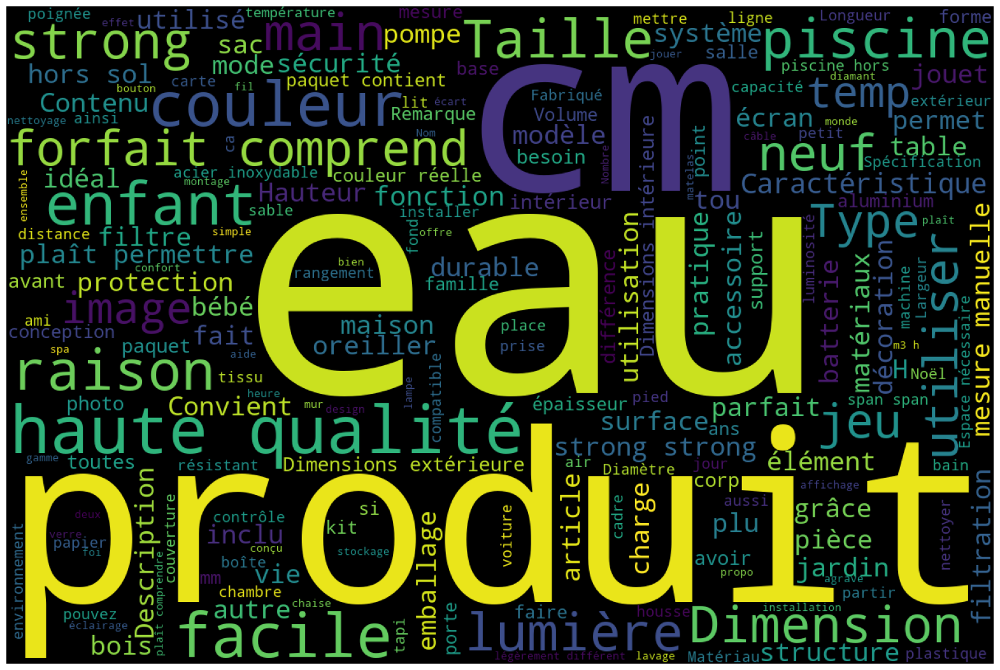 poignée
effet
utilisé
température
main
mesure
pompe
Taille
mettre
ligne
système
Longueur
forme
piscine
strong
sac
mode
sécurité
jouer
salle
hors sol
carte
fil
paquet contient
base
cm
piscine hors
diamant
jouet
bouton
couleur
lit
écart
Fabriqué
capacité
temp
extérieur
Contenu
nettoyage
ainsi
Remarque
Volume
écran
monde
permet
forfait comprend
ca
Nom
modèle
point
câble
petit
neuf
table
besoin
Nombre
Dimensions intérieure
matelas
Spécification
idéal
acier inoxydable
couleur réelle
montage
ensemble
enfant
Hauteur
fonction
intérieur
tou
Caractéristique
sable
installer
aluminium
distance
simple
filtre
fond
offre
eau
pratique
accessoire
luminosité
Type
plaît
mesure manuelle
plaît permettre
confort
bien
rangement
durable
utilisation
support
avant
protection
famille
différence
batterie
matériaux
décoration
machine
Largeur
utiliser
image
bébé
ami
conception
fait
maison
place
oreiller
prise
spa
paquet
aide
m3 h
Espace nécessaire
raison
tissu
compatible
H
Noël
heure
lampe
photo
Convient
mur
design
épaisseur
pied
parfait
span span
jeu
haute qualité
surface
ans
strong strong
gamme
toutes
résistant
Dimensions extérieure
air
Diamètre
jour
élément
bain
produit
Description
corp
affichage
filtration
aussi
deux
contrôle
si
article
charge
cadre
grâce
verre
couverture
inclu
kit
voiture
plu
pièce
nettoyer
environnement
papier
foi
conçu
stockage
boîte
avoir
jardin
mm
vie
emballage
propo
agrave
plaît comprendre
chambre
partir
pouvez
autre
chaise
porte
faire
housse
installation
éclairage
bois
facile
tapi
lumière
Dimension
légèrement différent
lavage
Matériau
structure
plastique